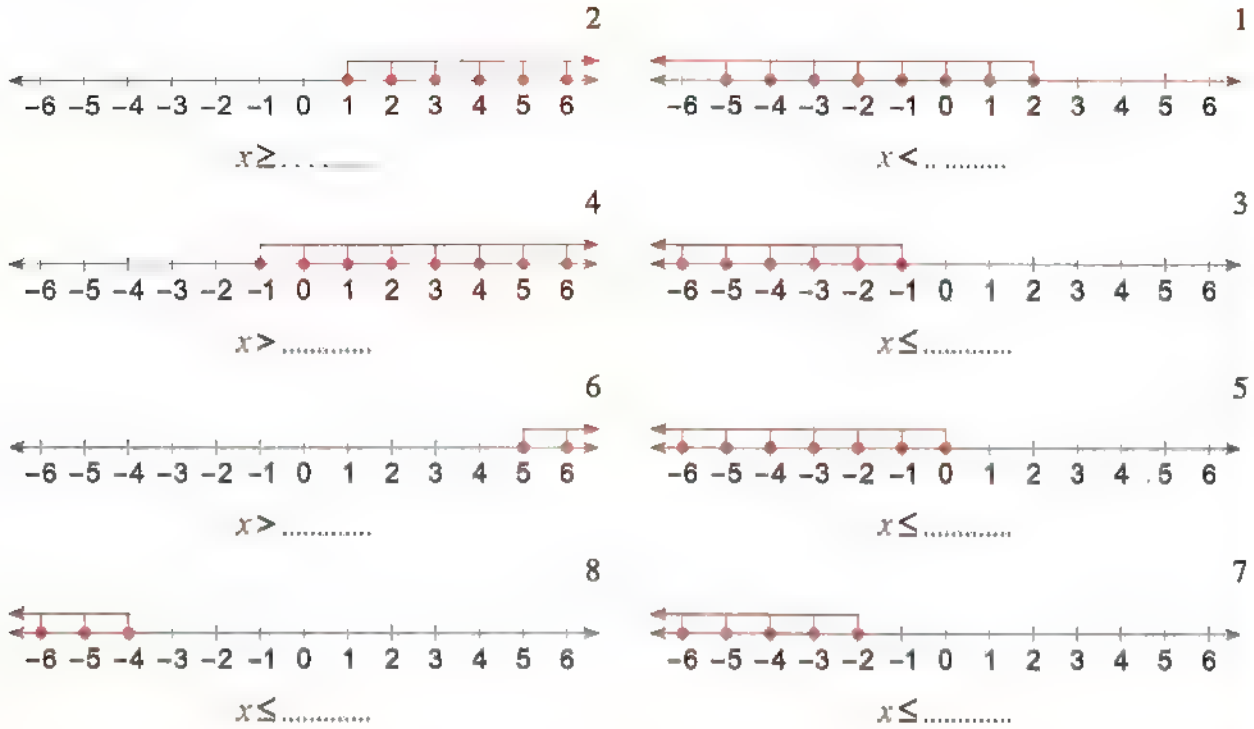 2
-6 -5 -4 -3 -2 -1 0 1 2 3 4 5 6
x ≥ ............
1
-6 -5 -4 -3 -2 -1 0 1 2 3 4 5 6
x < ............
4
-6 -5 -4 -3 -2 -1 0 1 2 3 4 5 6
x > ............
3
-6 -5 -4 -3 -2 -1 0 1 2 3 4 5 6
x ≤ ............
6
-6 -5 -4 -3 -2 -1 0 1 2 3 4 5 6
x > ............
5
-6 -5 -4 -3 -2 -1 0 1 2 3 4 5 6
x ≤ ............
8
-6 -5 -4 -3 -2 -1 0 1 2 3 4 5 6
x ≤ ............
7
-6 -5 -4 -3 -2 -1 0 1 2 3 4 5 6
x ≤ ............